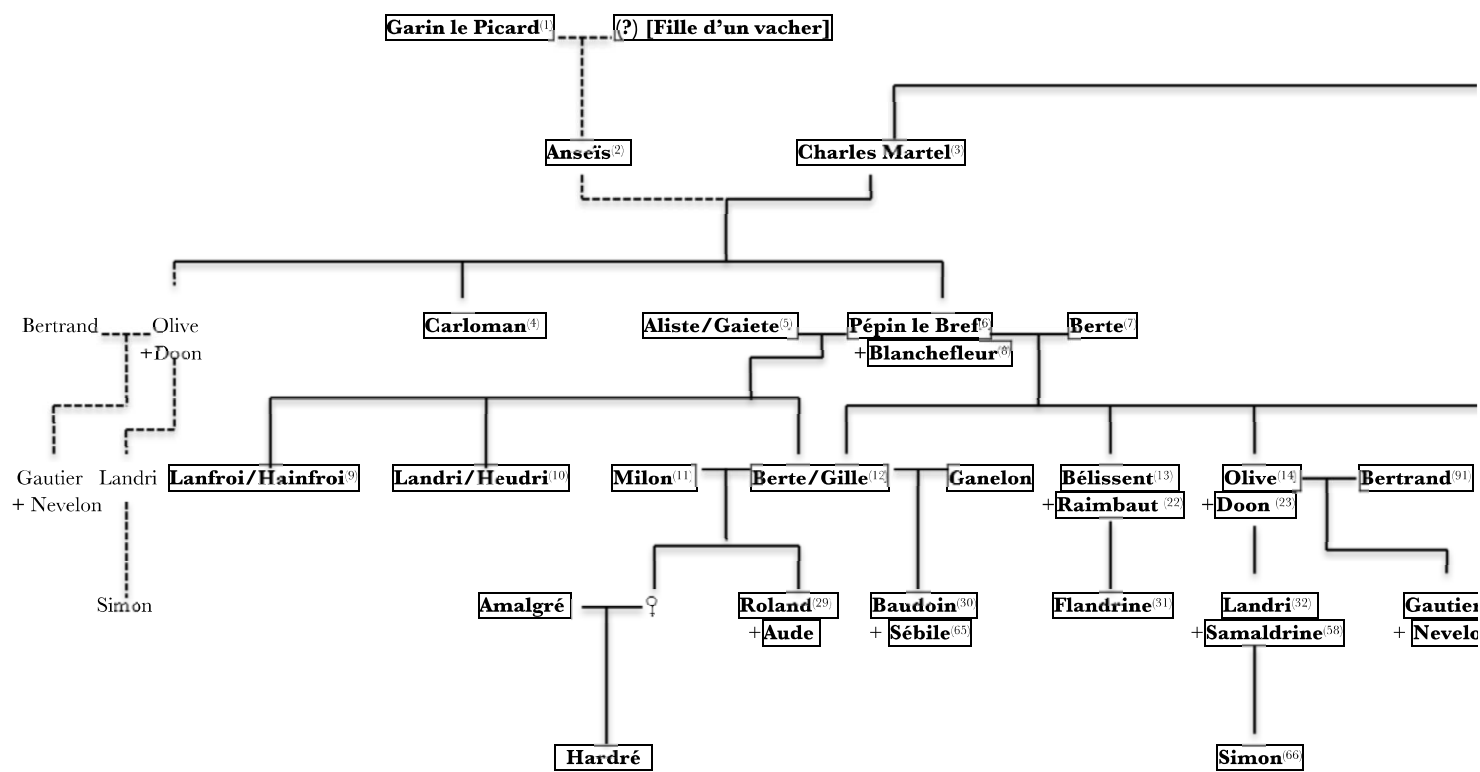 Garin le Picard(1) (?) [Fille d’un vacher]
Anseïs(2) Charles Martel(3)
Bertrand Olive Carloman(4) Aliste/Gaiete(5) Pépin le Bref(6) Berte(7)
+Doon +Blanchefleur(8)
Gautier Landri Lanfroi/Hainfroi(9) Landri/Heudri(10) Milon(11) Berte/Gille(12) Ganelon Bélissent(13) Olive(14) Bertrand(91)
+ Nevelon +Raimbaut (22) +Doon (23)
Simon Amalgré ♀ Roland(29) Baudoin(30) Flandrine(31) Landri(32) Gautier
+Aude + Sébile(65) +Samaldrine(58) + Nevelo
Hardré Simon(66)